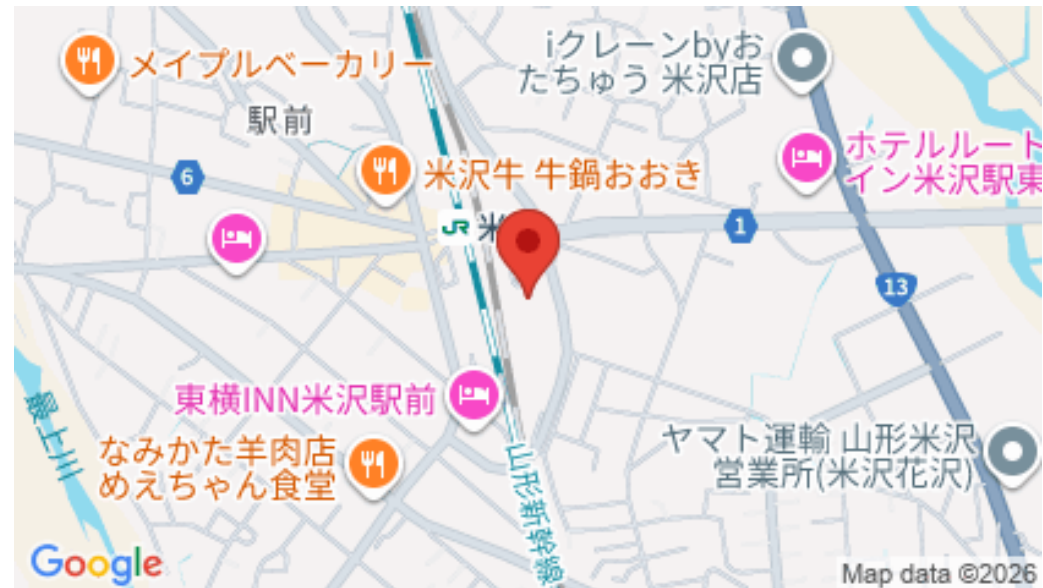 メイプルベーカリー
iクレーンbyお
たちゅう 米沢店
駅前
ホテルルート
イン米沢駅東
6
米沢牛 牛鍋おおき
JR 米
1
13
東横INN米沢駅前
最上川
なみかた羊肉店
めえちゃん食堂
ヤマト運輸 山形米沢
営業所(米沢花沢)
山形新幹線
Google
Map data ©2026